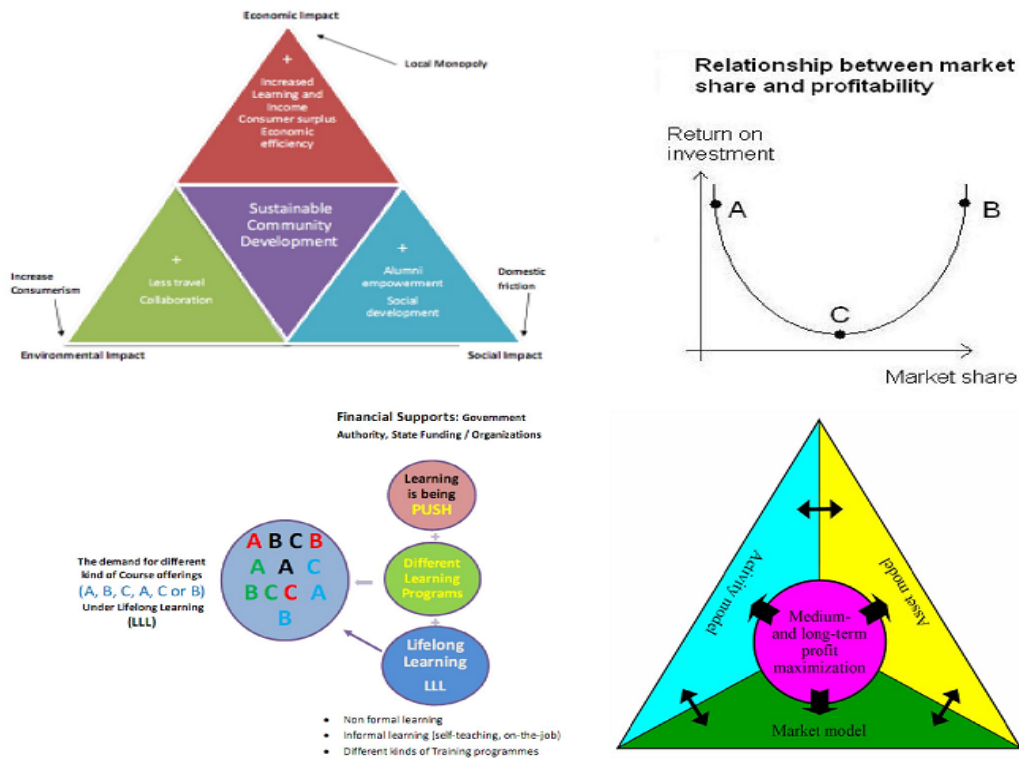 Economic Impact
Local Monopoly
+
Increased
Learning and
Income
Consumer surplus
Economic
efficiency
Sustainable
Community
Development
+
Less travel
Collaboration
+
Alumni
empowerment
Social
development
Increase
Consumerism
Domestic
friction
Environmental Impact
Social Impact
Relationship between market
share and profitability
Return on
investment
A
B
C
Market share
Financial Supports: Government
Authority, State Funding / Organizations
Learning
is being
PUSH
+
Different
Learning
Programs
+
Lifelong
Learning
LLL
A B C B
A A C
B C C A
B
The demand for different
kind of Course offerings
(A, B, C, A, C or B)
Under Lifelong Learning
(LLL)
• Non formal learning
• Informal learning (self-teaching, on-the-job)
• Different kinds of Training programmes
Activity model
Asset model
Medium-
and long-term
profit
maximization
Market model